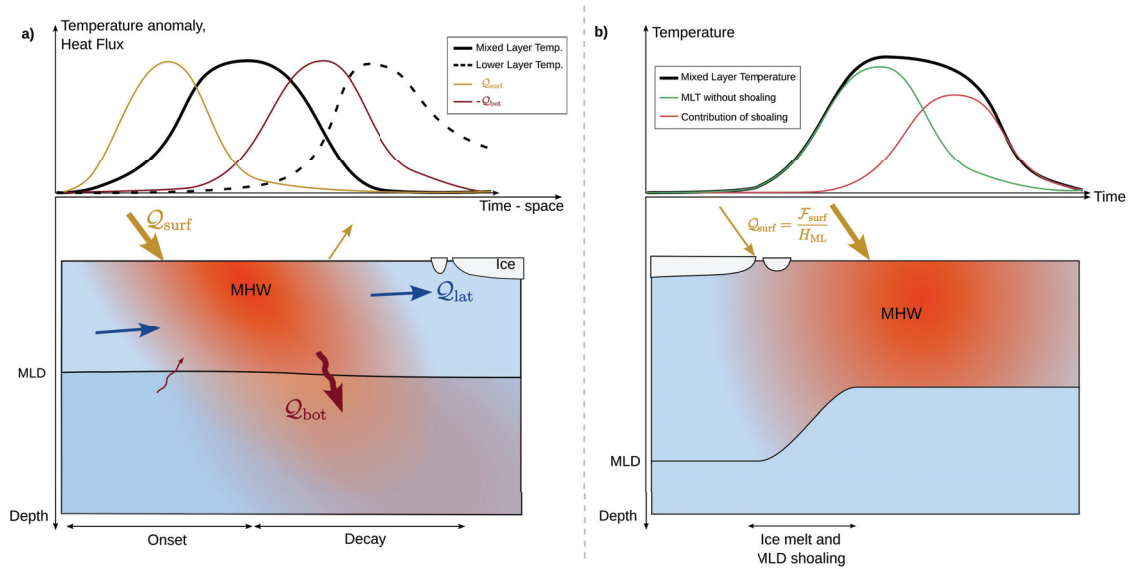 a)
Temperature anomaly,
Heat Flux
Mixed Layer Temp.
Lower Layer Temp.
𝒬surf
-𝒬bot
Time - space
𝒬surf
Ice
MHW
𝒬lat
MLD
𝒬bot
Depth
Onset
Decay
b)
Temperature
Mixed Layer Temperature
MLT without shoaling
Contribution of shoaling
Time
𝒬surf = ℱsurf / HML
MHW
MLD
Depth
Ice melt and
MLD shoaling